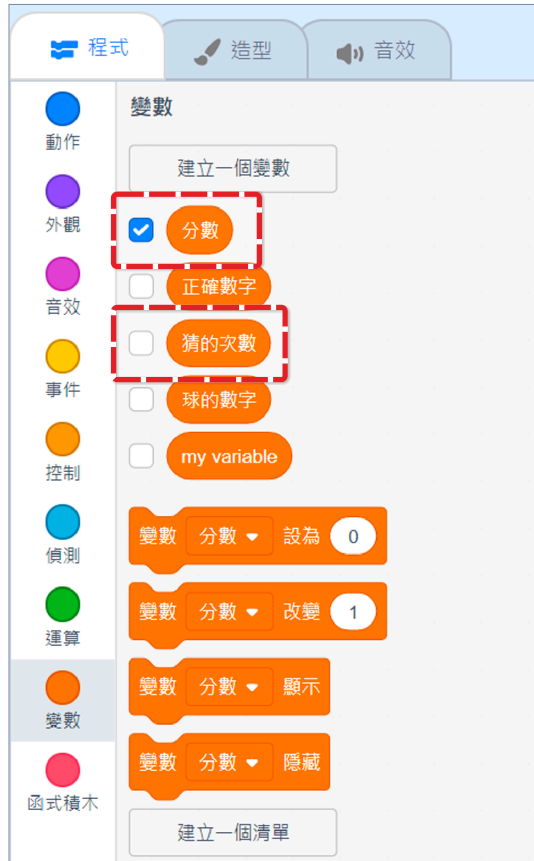 程式 造型 音效
動作
外觀
音效
事件
控制
偵測
運算
變數
函式積木
變數
建立一個變數
分數
正確數字
猜的次數
球的數字
my variable
變數 分數 設為 0
變數 分數 改變 1
變數 分數 顯示
變數 分數 隱藏
建立一個清單